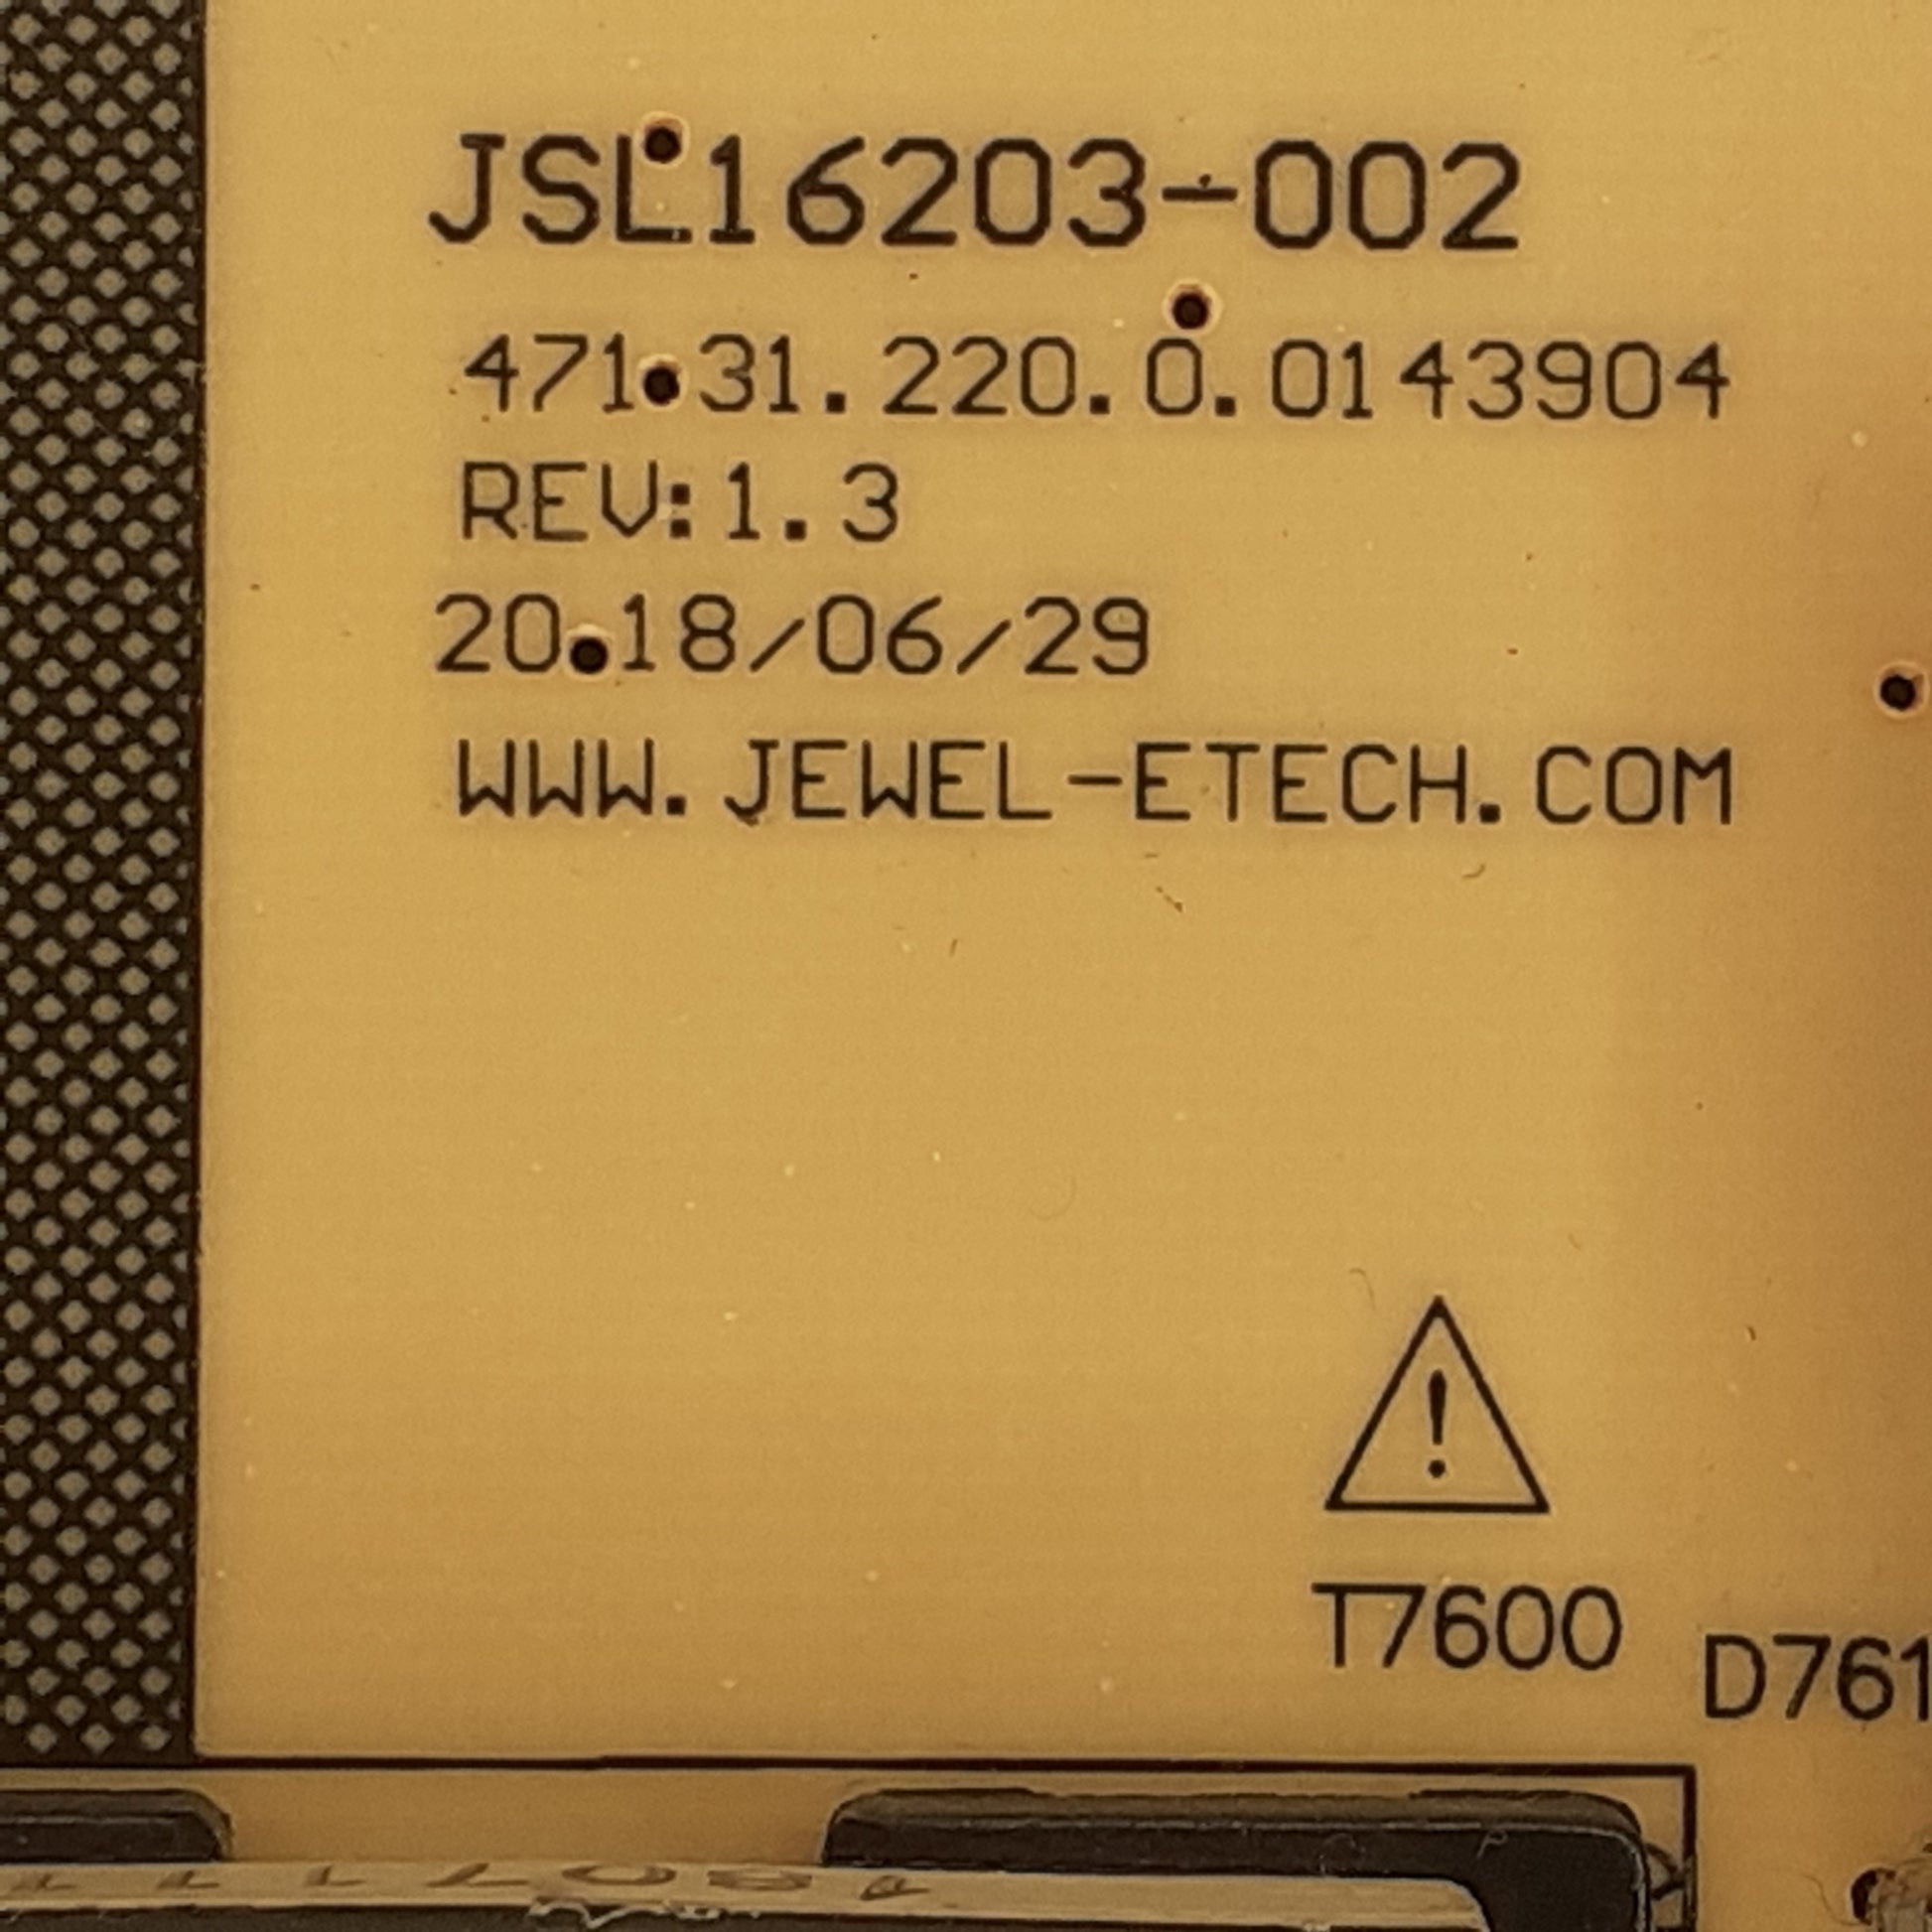 JSL16203-002
471.31.220.0.0143904
REV:1.3
2018/06/29
WWW.JEWEL-ETECH.COM
!
T7600
D761